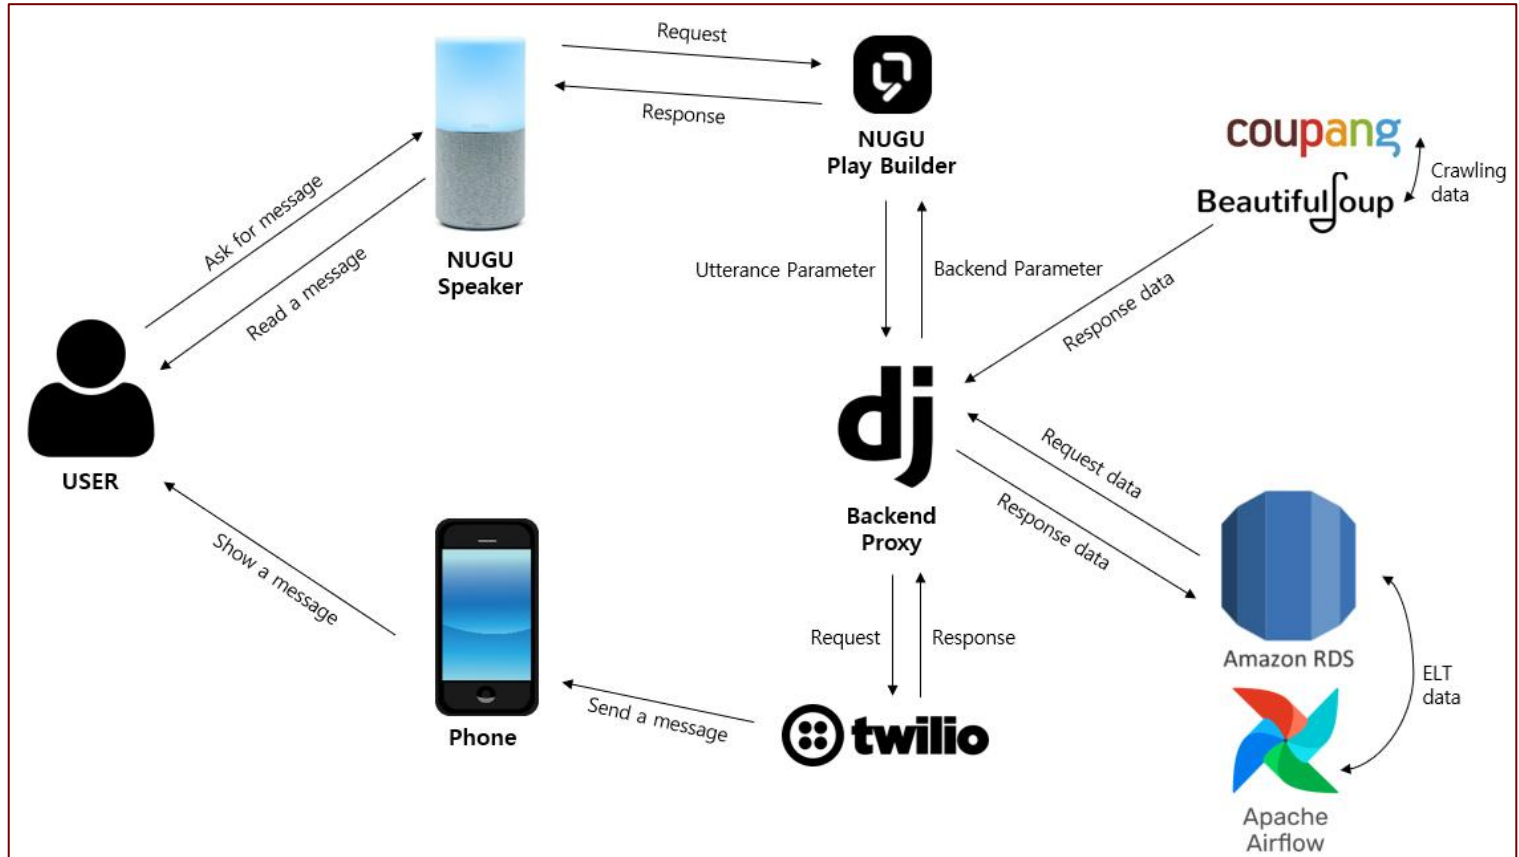 Request
Response
NUGU
Play Builder
coupang
Crawling
data
BeautifulSoup
Ask for message
Read a message
NUGU
Speaker
Utterance Parameter
Backend Parameter
Response data
USER
dj
Backend
Proxy
Request data
Response data
Show a message
Phone
Request
Response
Send a message
twilio
Amazon RDS
ELT
data
Apache
Airflow